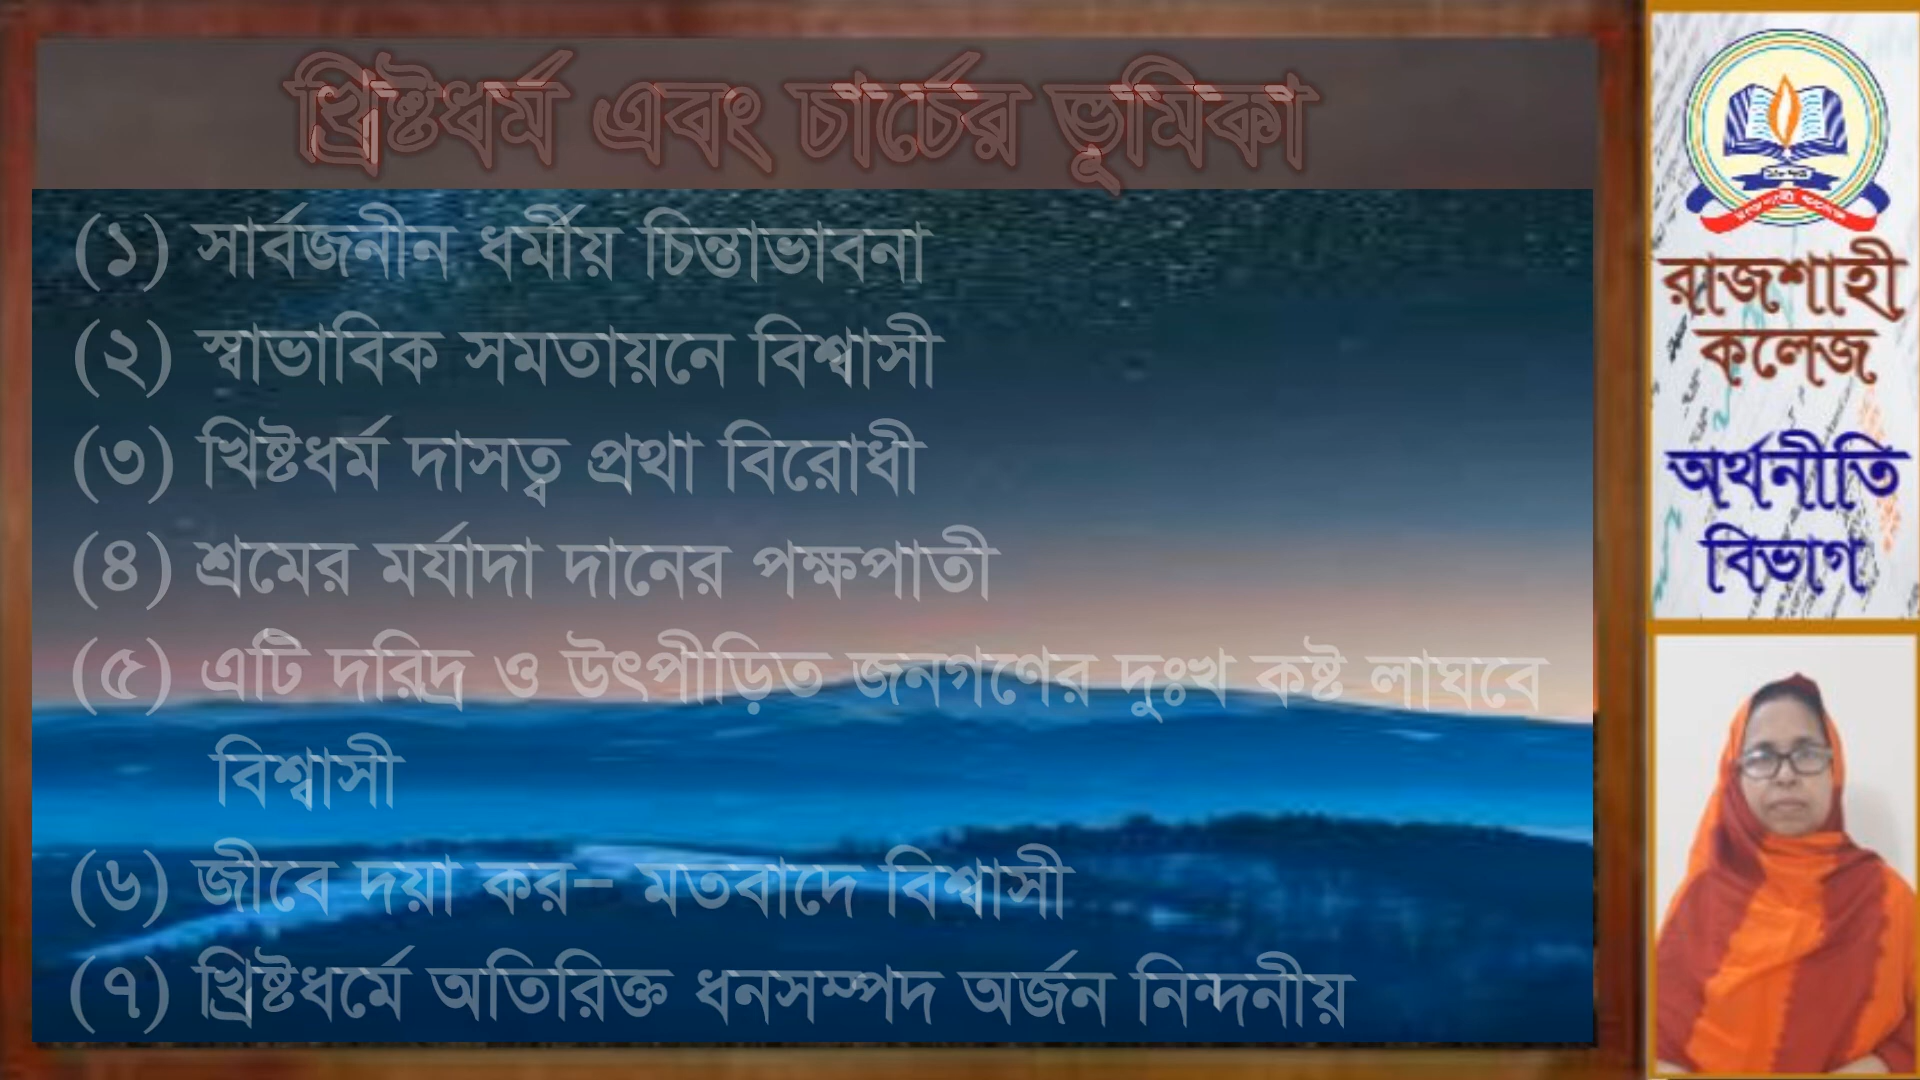 খ্রিষ্টধর্ম এবং চার্চের ভূমিকা
(১) সার্বজনীন ধর্মীয় চিন্তাভাবনা
(২) স্বাভাবিক সমতায়নে বিশ্বাসী
(৩) খিষ্টধর্ম দাসত্ব প্রথা বিরোধী
(৪) শ্রমের মর্যাদা দানের পক্ষপাতী
(৫) এটি দরিদ্র ও উৎপীড়িত জনগণের দুঃখ কষ্ট লাঘবে
বিশ্বাসী
(৬) জীবে দয়া কর– মতবাদে বিশ্বাসী
(৭) খ্রিষ্টধর্মে অতিরিক্ত ধনসম্পদ অর্জন নিন্দনীয়
রাজশাহী
কলেজ
অর্থনীতি
বিভাগ